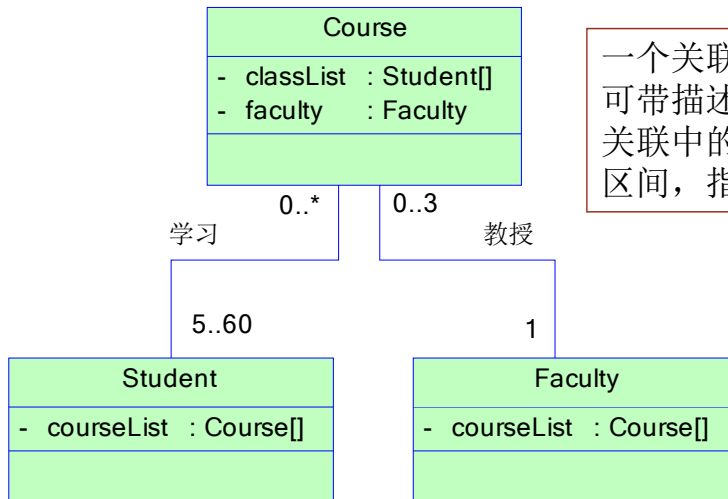 Course
- classList : Student[]
- faculty : Faculty
一个关联
可带描述
关联中的
区间，指
0..*
0..3
学习
教授
5..60
1
Student
- courseList : Course[]
Faculty
- courseList : Course[]